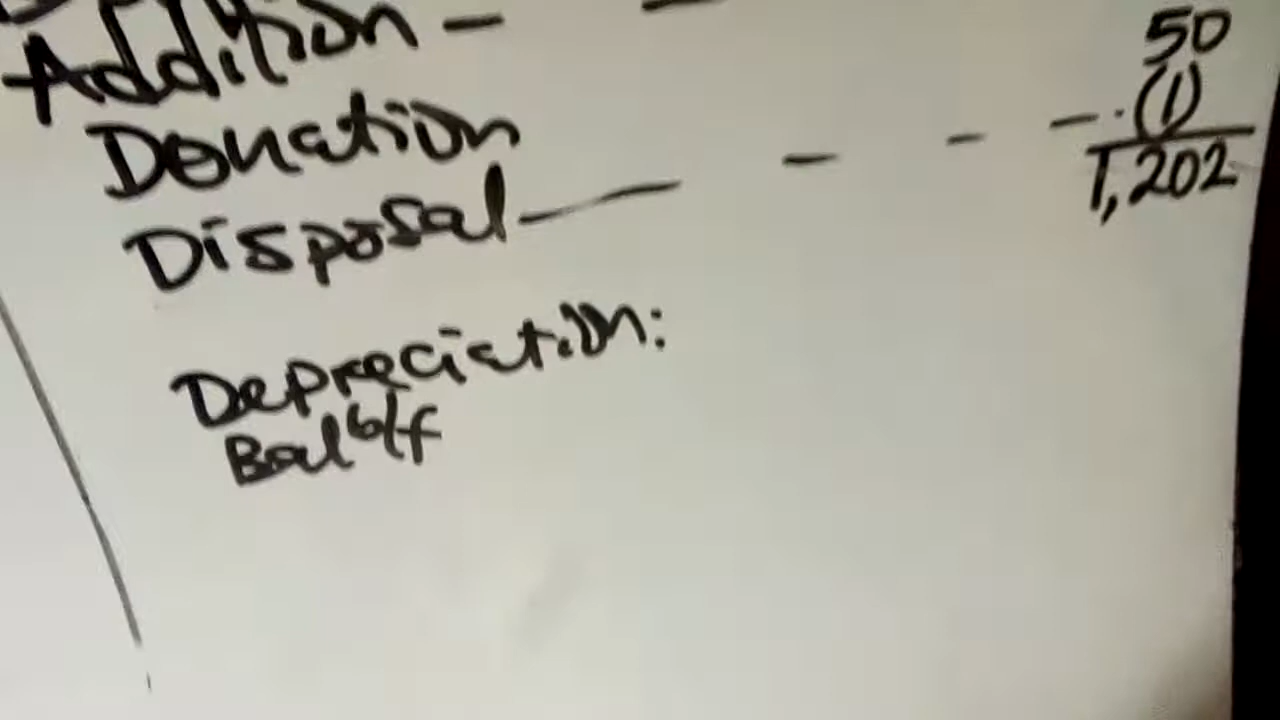 Addition - -
Donation 50
Disposal - - - (1)
1,202
Depreciation:
Bal b/f